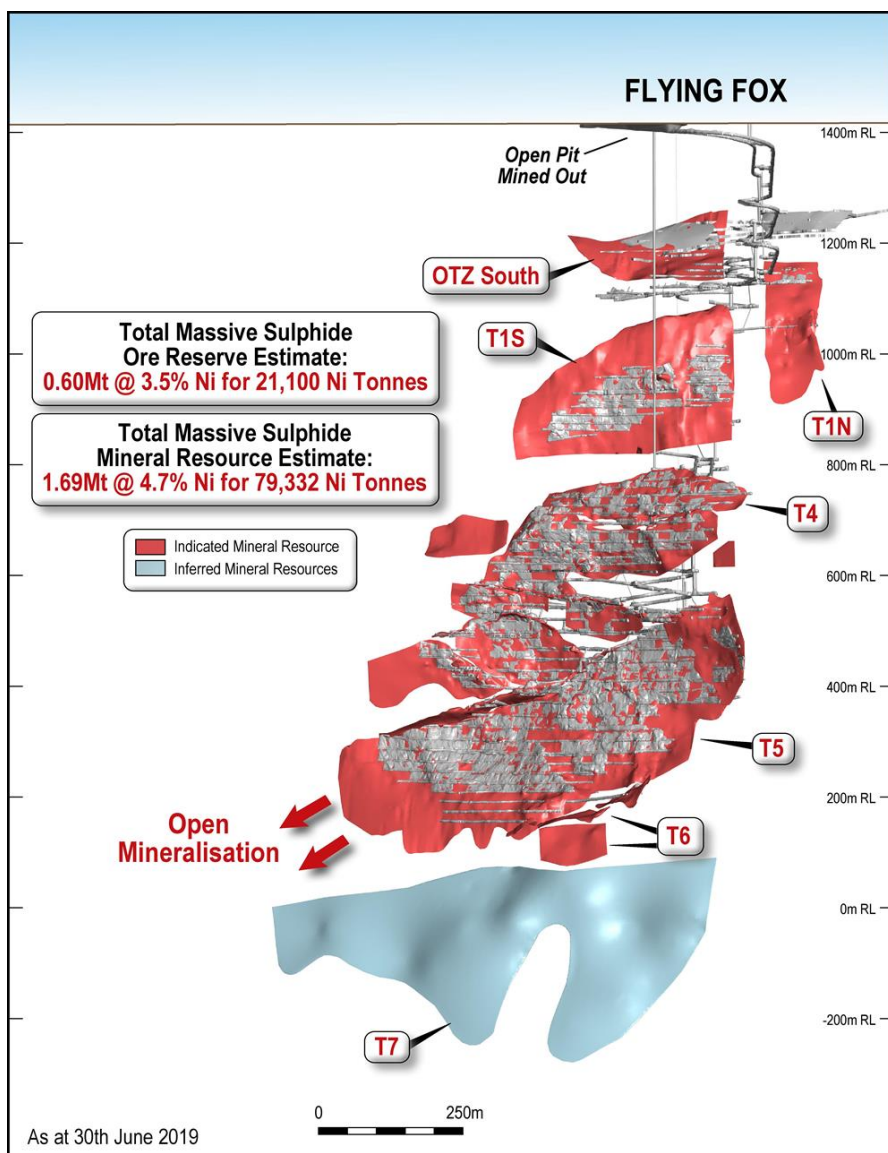 FLYING FOX
1400m RL
Open Pit
Mined Out
1200m RL
OTZ South
Total Massive Sulphide
Ore Reserve Estimate:
0.60Mt @ 3.5% Ni for 21,100 Ni Tonnes
T1S
1000m RL
T1N
Total Massive Sulphide
Mineral Resource Estimate:
1.69Mt @ 4.7% Ni for 79,332 Ni Tonnes
800m RL
T4
Indicated Mineral Resource
Inferred Mineral Resources
600m RL
400m RL
T5
200m RL
Open
Mineralisation
T6
0m RL
-200m RL
T7
0 250m
As at 30th June 2019